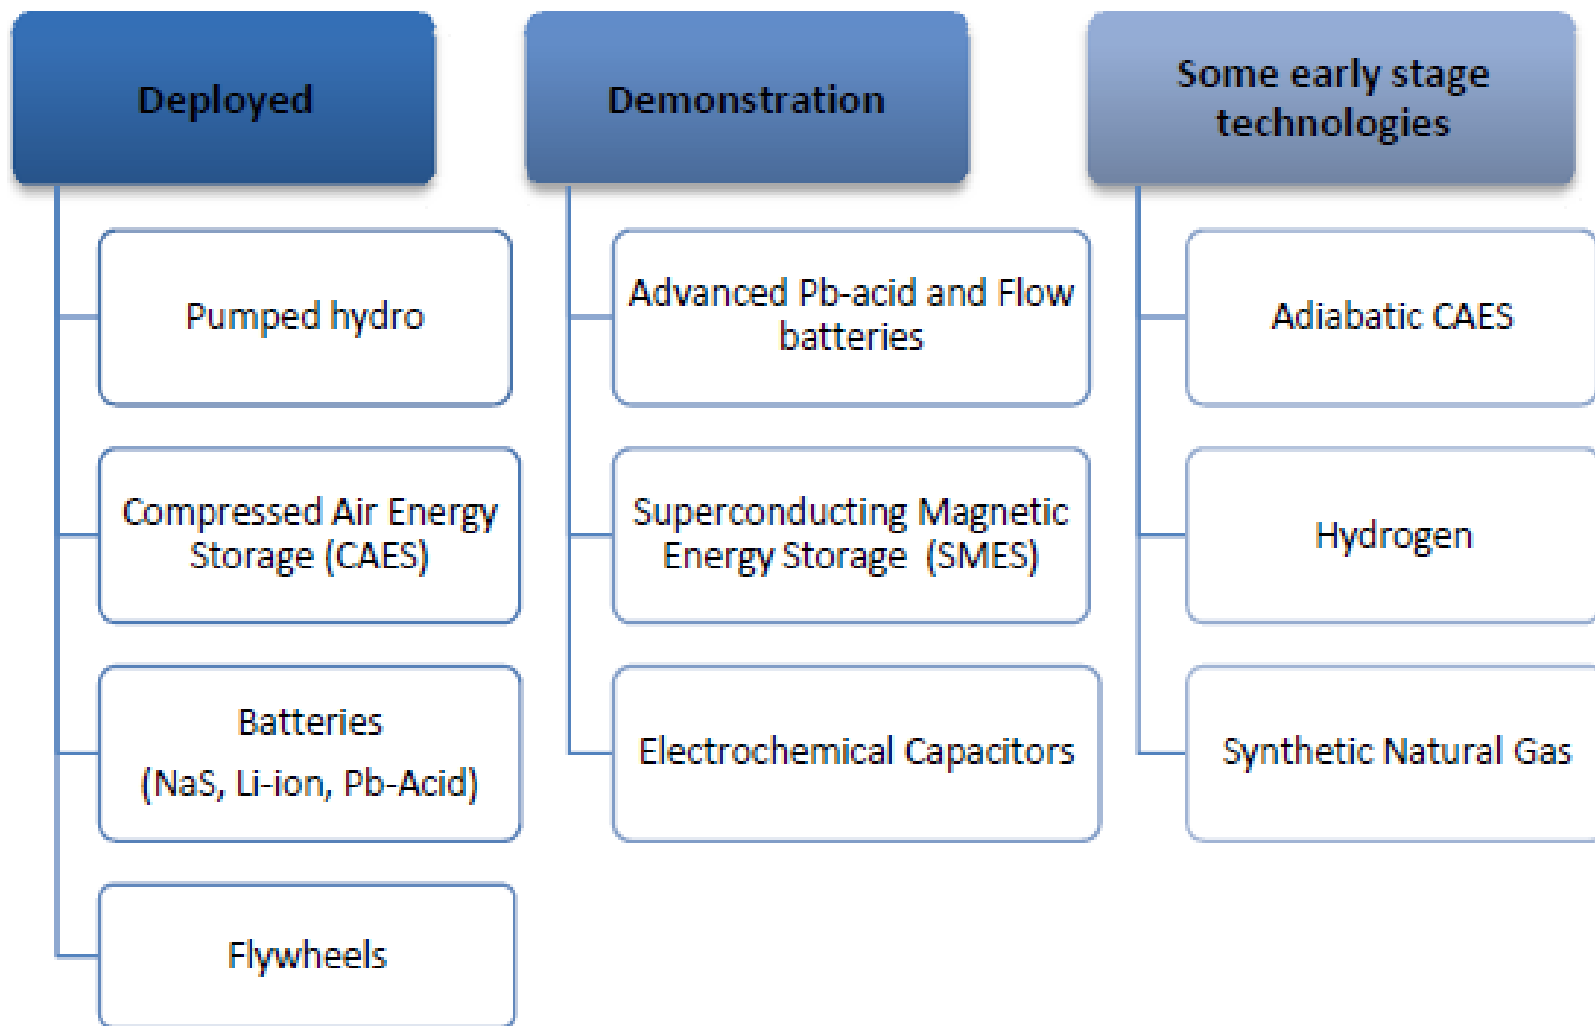 Deployed
Pumped hydro
Compressed Air Energy
Storage (CAES)
Batteries
(NaS, Li-ion, Pb-Acid)
Flywheels
Demonstration
Advanced Pb-acid and Flow
batteries
Superconducting Magnetic
Energy Storage (SMES)
Electrochemical Capacitors
Some early stage
technologies
Adiabatic CAES
Hydrogen
Synthetic Natural Gas